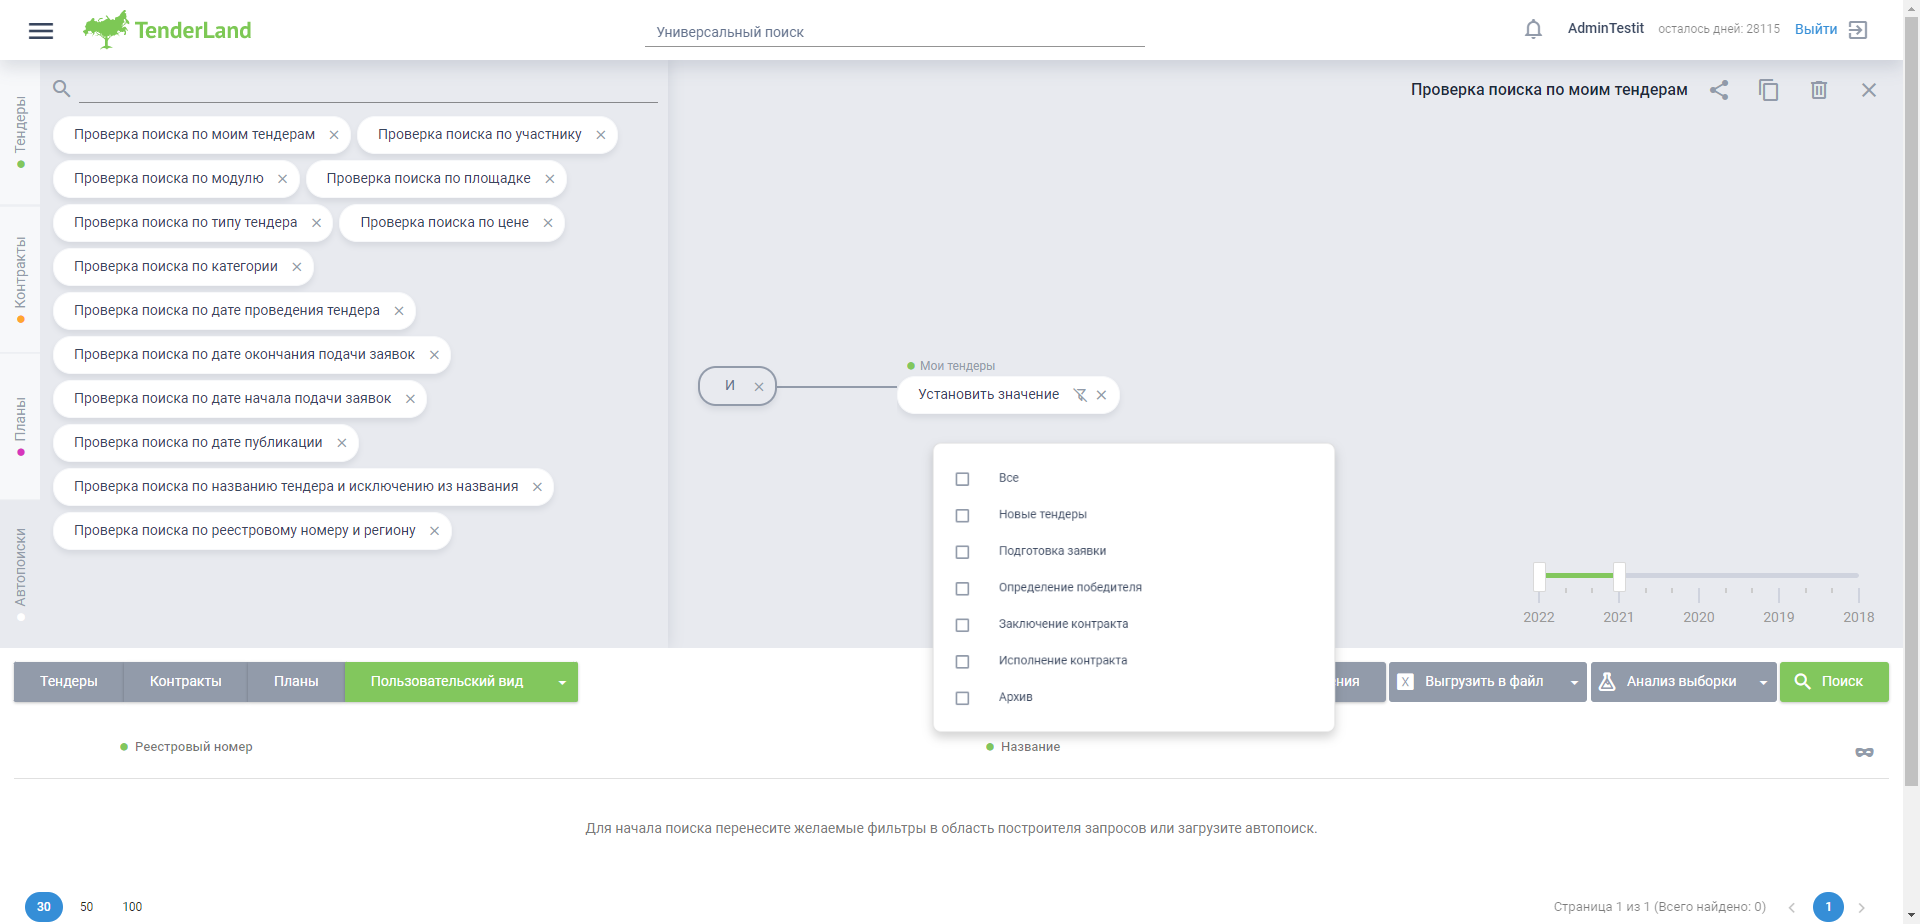 TenderLand
Универсальный поиск
AdminTestit
осталось дней: 28115
Выйти
Тендеры
Контракты
Планы
Автопоиски
Проверка поиска по моим тендерам
Проверка поиска по участнику
Проверка поиска по модулю
Проверка поиска по площадке
Проверка поиска по типу тендера
Проверка поиска по цене
Проверка поиска по категории
Проверка поиска по дате проведения тендера
Проверка поиска по дате окончания подачи заявок
Проверка поиска по дате начала подачи заявок
Проверка поиска по дате публикации
Проверка поиска по названию тендера и исключению из названия
Проверка поиска по реестровому номеру и региону
Проверка поиска по моим тендерам
И
Мои тендеры
Установить значение
Все
Новые тендеры
Подготовка заявки
Определение победителя
Заключение контракта
Исполнение контракта
Архив
2022 2021 2020 2019 2018
Тендеры
Контракты
Планы
Пользовательский вид
ния
X Выгрузить в файл
Анализ выборки
Поиск
Реестровый номер
Название
Для начала поиска перенесите желаемые фильтры в область построителя запросов или загрузите автопоиск.
30 50 100
Страница 1 из 1 (Всего найдено: 0)
1